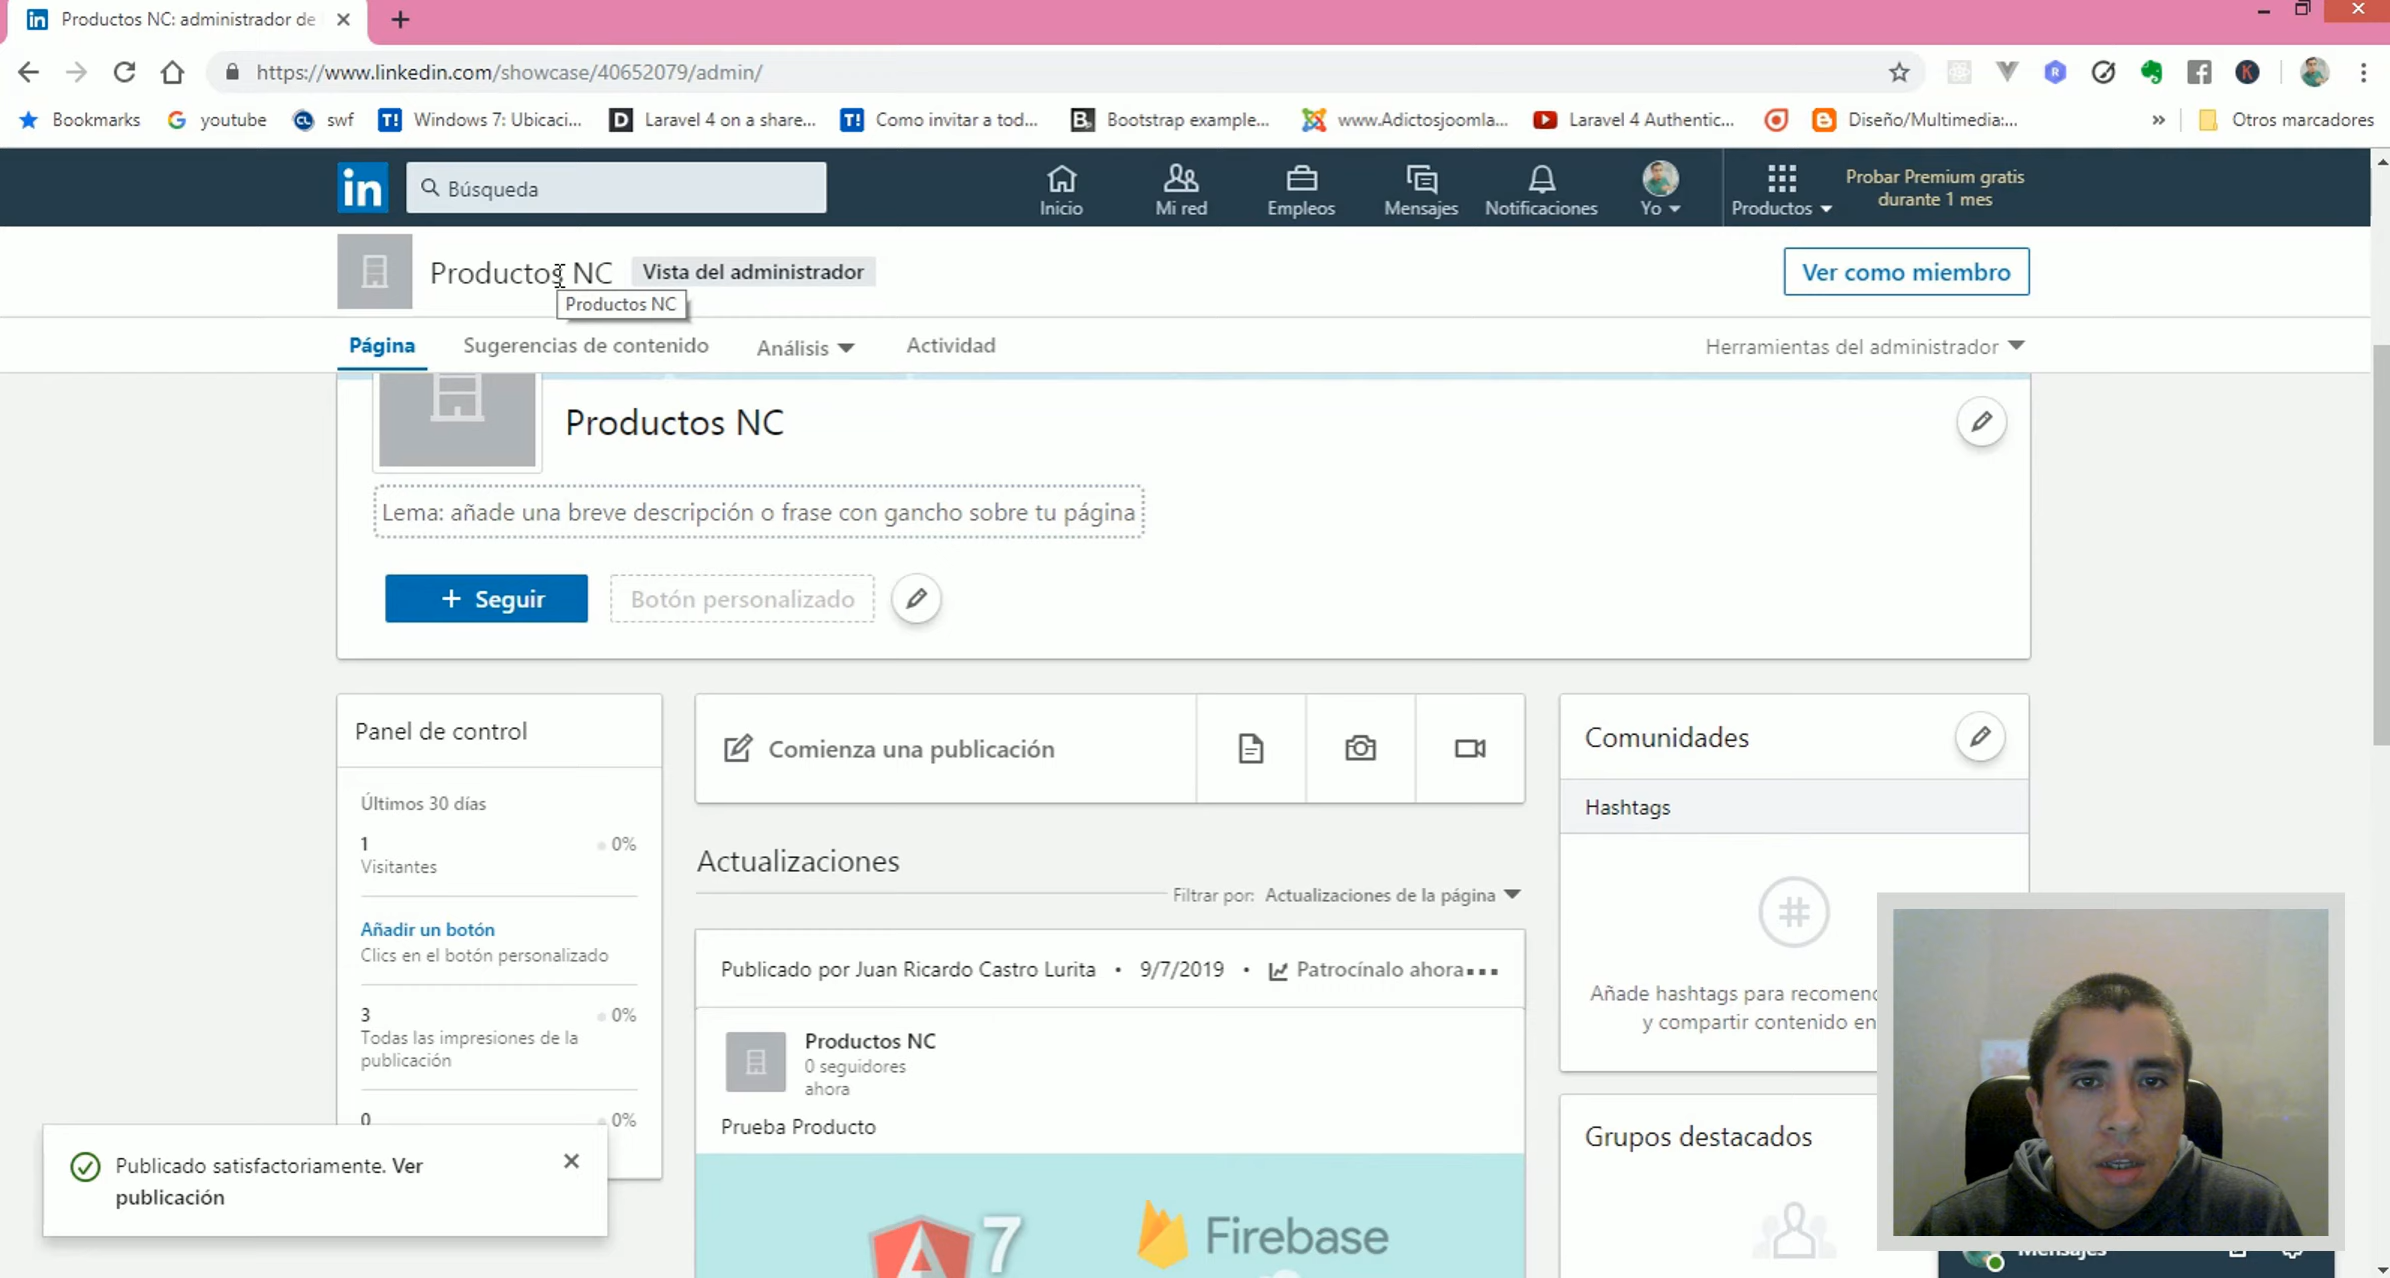 Productos NC: administrador de
https://www.linkedin.com/showcase/40652079/admin/
Bookmarks
youtube
swf
Windows 7: Ubicaci...
Laravel 4 on a share...
Como invitar a tod...
Bootstrap example...
www.Adictosjoomla...
Laravel 4 Authentic...
Diseño/Multimedia:...
»
Otros marcadores
in
Búsqueda
Inicio
Mi red
Empleos
Mensajes
Notificaciones
Yo
Productos
Probar Premium gratis
durante 1 mes
Productos NC
Vista del administrador
Ver como miembro
Productos NC
Página
Sugerencias de contenido
Análisis
Actividad
Herramientas del administrador
Productos NC
Lema: añade una breve descripción o frase con gancho sobre tu página
+ Seguir
Botón personalizado
Panel de control
Últimos 30 días
1
0%
Visitantes
Añadir un botón
Clics en el botón personalizado
3
0%
Todas las impresiones de la
publicación
0
0%
Publicado satisfactoriamente. Ver
publicación
Comienza una publicación
Actualizaciones
Filtrar por: Actualizaciones de la página
Publicado por Juan Ricardo Castro Lurita • 9/7/2019 • Patrocínalo ahora
Productos NC
0 seguidores
ahora
Prueba Producto
A
7
Firebase
Comunidades
Hashtags
#
Añade hashtags para recomen
y compartir contenido en
Grupos destacados
Mensajes